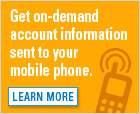 Get on-demand
account information
sent to your
mobile phone.
LEARN MORE